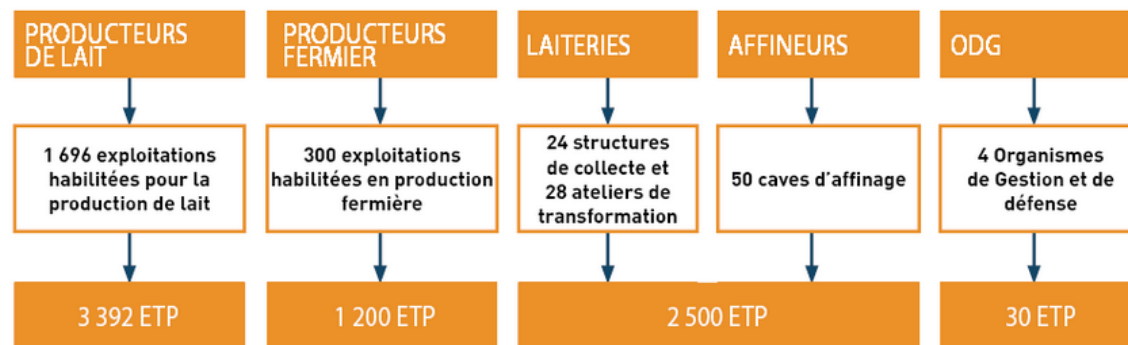 PRODUCTEURS
DE LAIT
PRODUCTEURS
FERMIER
LAITERIES
AFFINEURS
ODG
1 696 exploitations
habilitées pour la
production de lait
300 exploitations
habilitées en production
fermière
24 structures
de collecte et
28 ateliers de
transformation
50 caves d'affinage
4 Organismes
de Gestion et de
défense
3 392 ETP
1 200 ETP
2 500 ETP
30 ETP